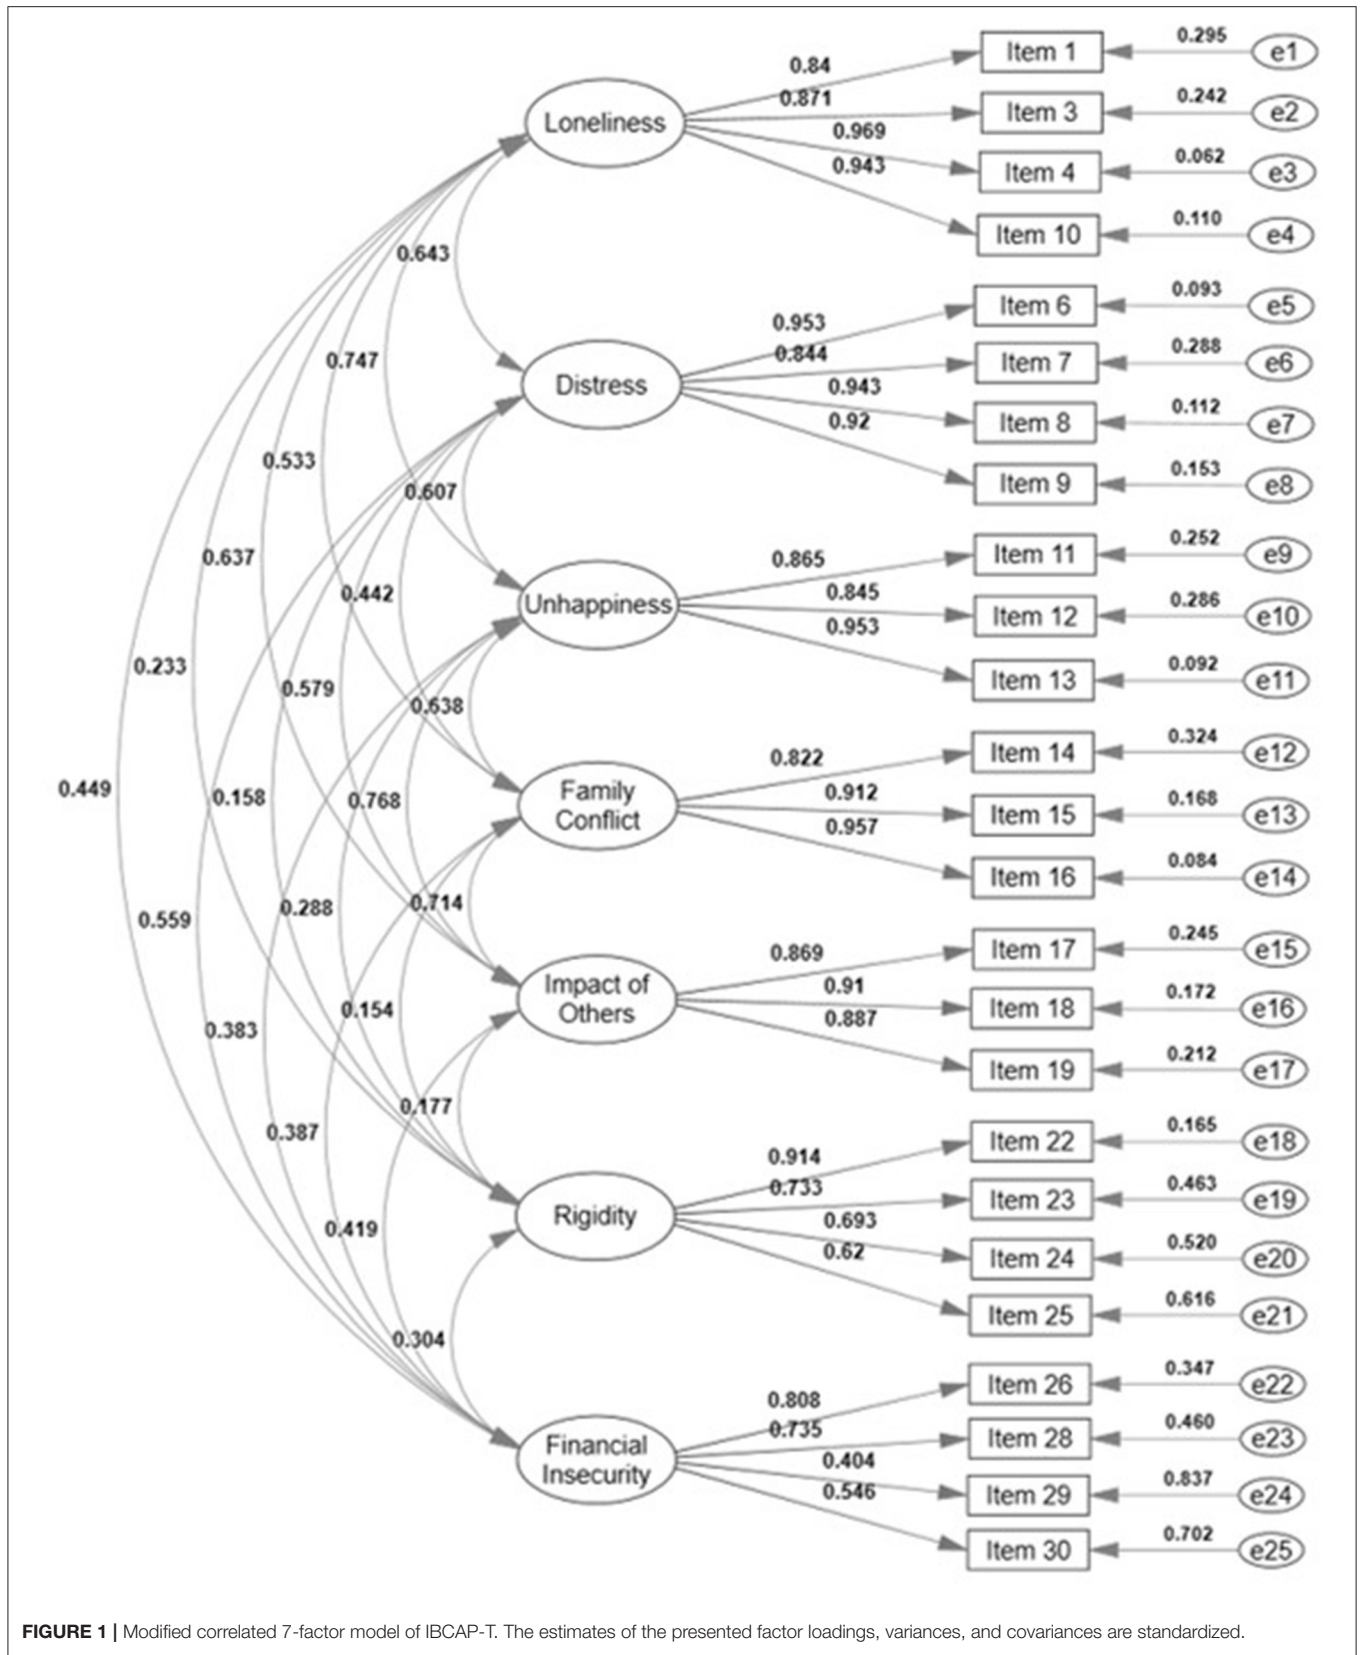 0.84
0.871
0.969
0.943
Loneliness
Item 1
0.295
e1
Item 3
0.242
e2
Item 4
0.062
e3
Item 10
0.110
e4
0.643
0.953
0.844
0.943
0.92
Distress
Item 6
0.093
e5
Item 7
0.288
e6
Item 8
0.112
e7
Item 9
0.153
e8
0.747
0.533
0.607
0.865
0.845
0.953
Unhappiness
Item 11
0.252
e9
Item 12
0.286
e10
Item 13
0.092
e11
0.637
0.442
0.233
0.579
0.638
0.822
0.912
0.957
Family
Conflict
Item 14
0.324
e12
Item 15
0.168
e13
Item 16
0.084
e14
0.449
0.158
0.768
0.559
0.288
0.714
0.869
0.91
0.887
Impact of
Others
Item 17
0.245
e15
Item 18
0.172
e16
Item 19
0.212
e17
0.383
0.154
0.387
0.177
0.914
0.733
0.693
0.62
Rigidity
Item 22
0.165
e18
Item 23
0.463
e19
Item 24
0.520
e20
Item 25
0.616
e21
0.419
0.304
0.808
0.735
0.404
0.546
Financial
Insecurity
Item 26
0.347
e22
Item 28
0.460
e23
Item 29
0.837
e24
Item 30
0.702
e25
FIGURE 1 | Modified correlated 7-factor model of IBCAP-T. The estimates of the presented factor loadings, variances, and covariances are standardized.